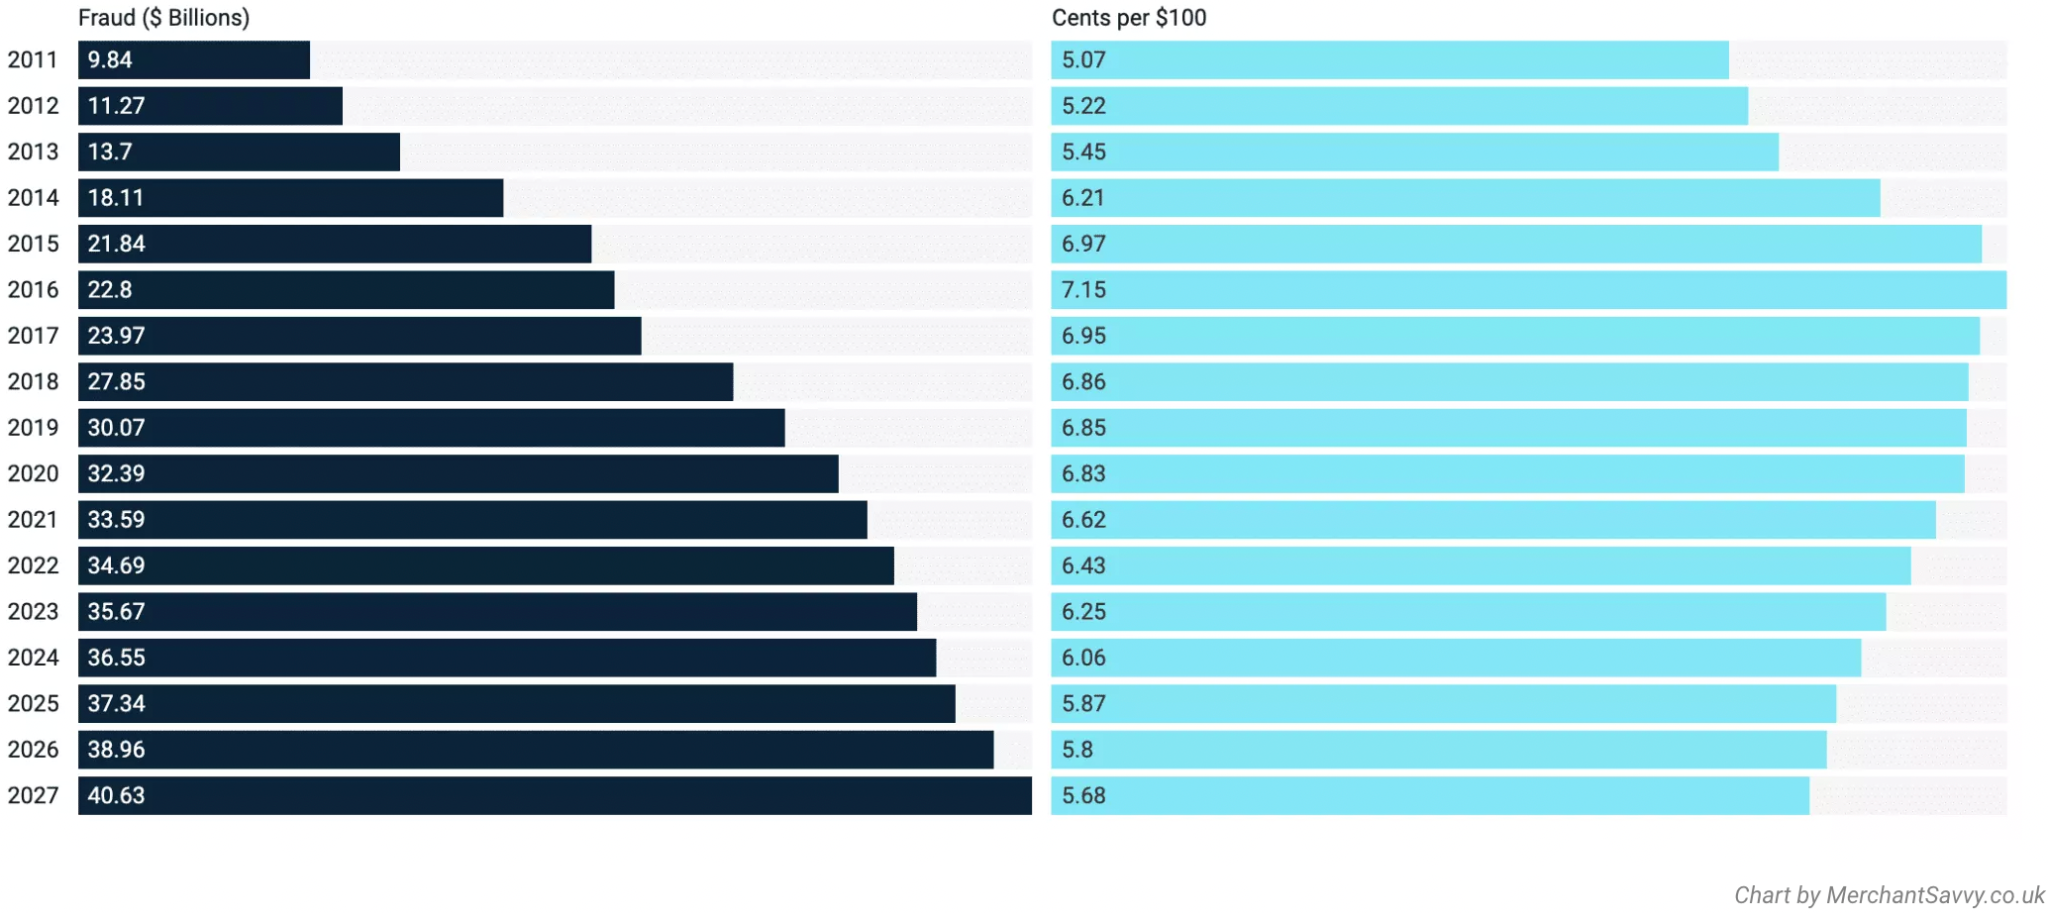 Fraud ($ Billions) Cents per $100
2011 9.84 5.07
2012 11.27 5.22
2013 13.7 5.45
2014 18.11 6.21
2015 21.84 6.97
2016 22.8 7.15
2017 23.97 6.95
2018 27.85 6.86
2019 30.07 6.85
2020 32.39 6.83
2021 33.59 6.62
2022 34.69 6.43
2023 35.67 6.25
2024 36.55 6.06
2025 37.34 5.87
2026 38.96 5.8
2027 40.63 5.68
Chart by MerchantSavvy.co.uk